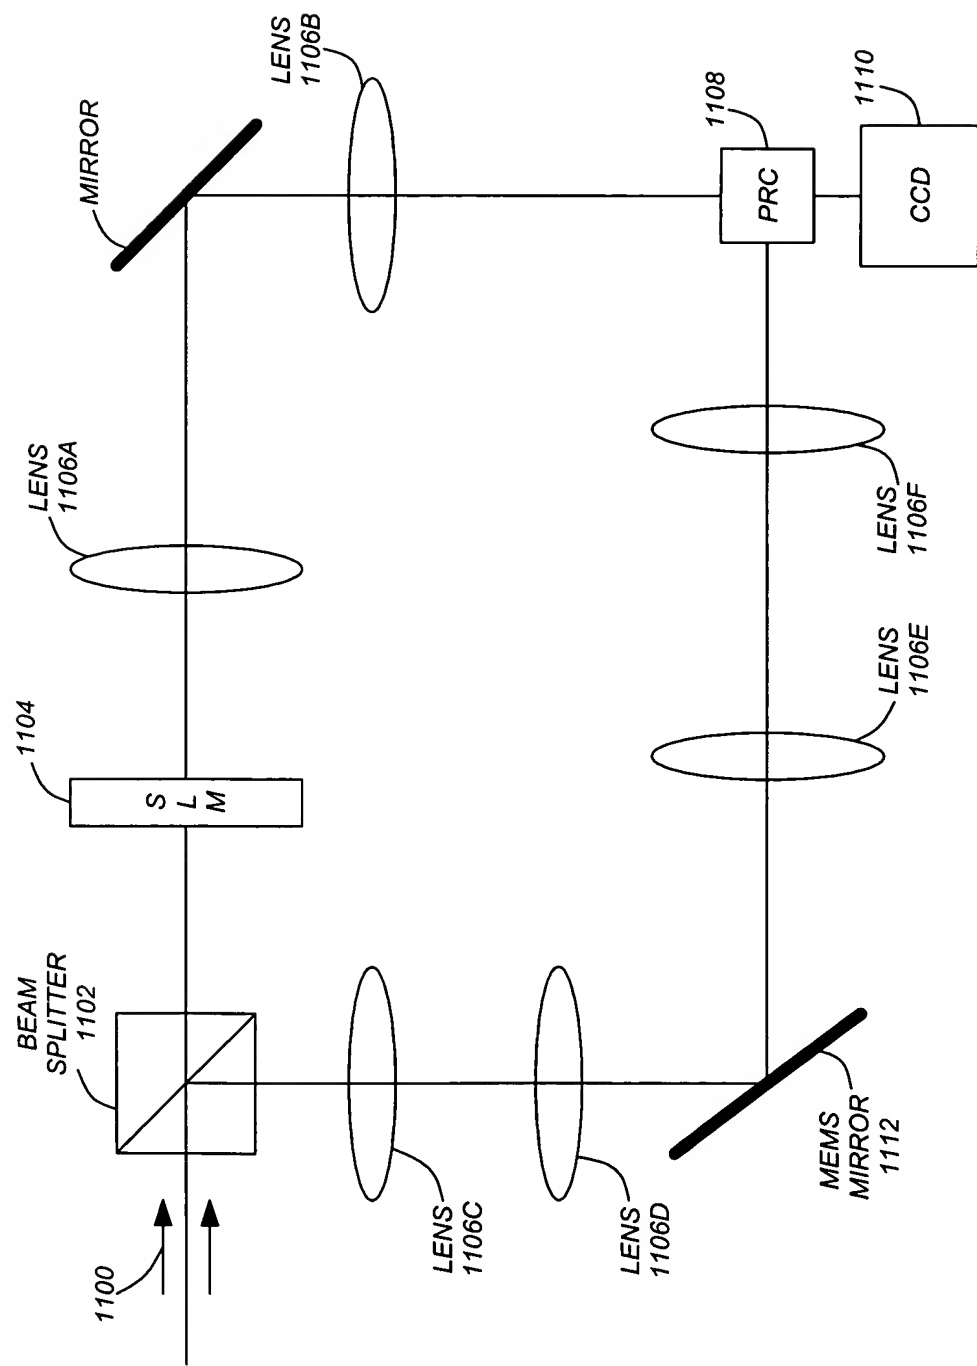 1100
BEAM
SPLITTER
1102
1104
S
L
M
LENS
1106A
MIRROR
LENS
1106B
LENS
1106C
LENS
1106D
MEMS
MIRROR
1112
LENS
1106E
LENS
1106F
PRC
1108
CCD
1110